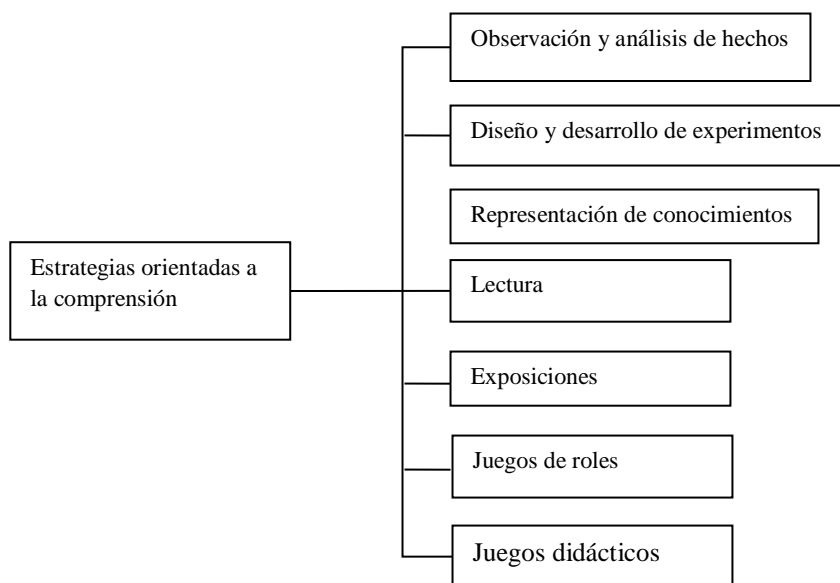 Observación y análisis de hechos
Diseño y desarrollo de experimentos
Representación de conocimientos
Estrategias orientadas a
la comprensión
Lectura
Exposiciones
Juegos de roles
Juegos didácticos